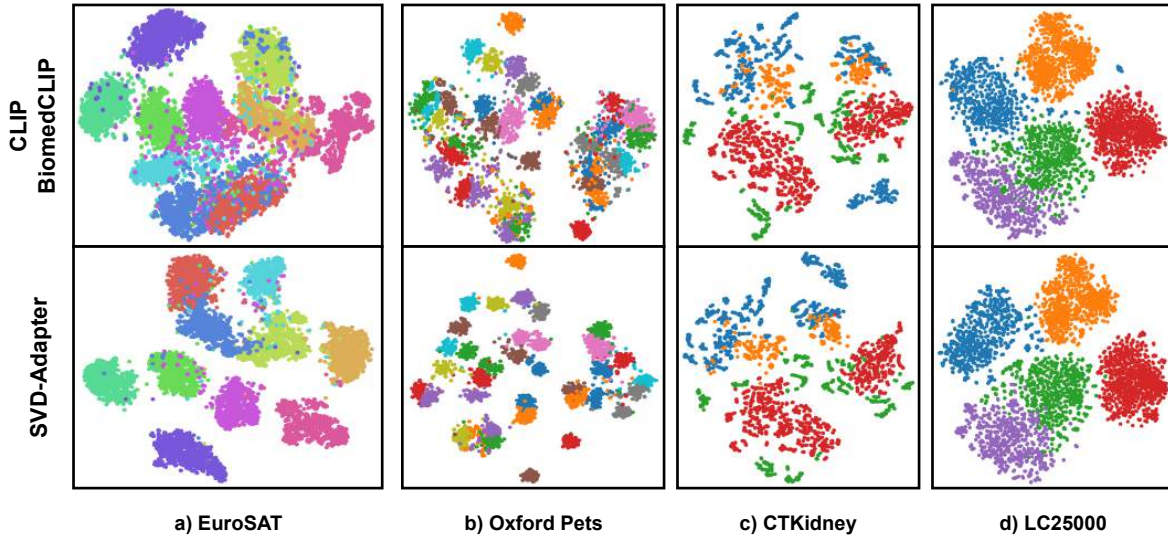 CLIP
BiomedCLIP
SVD-Adapter
a) EuroSAT
b) Oxford Pets
c) CTKidney
d) LC25000